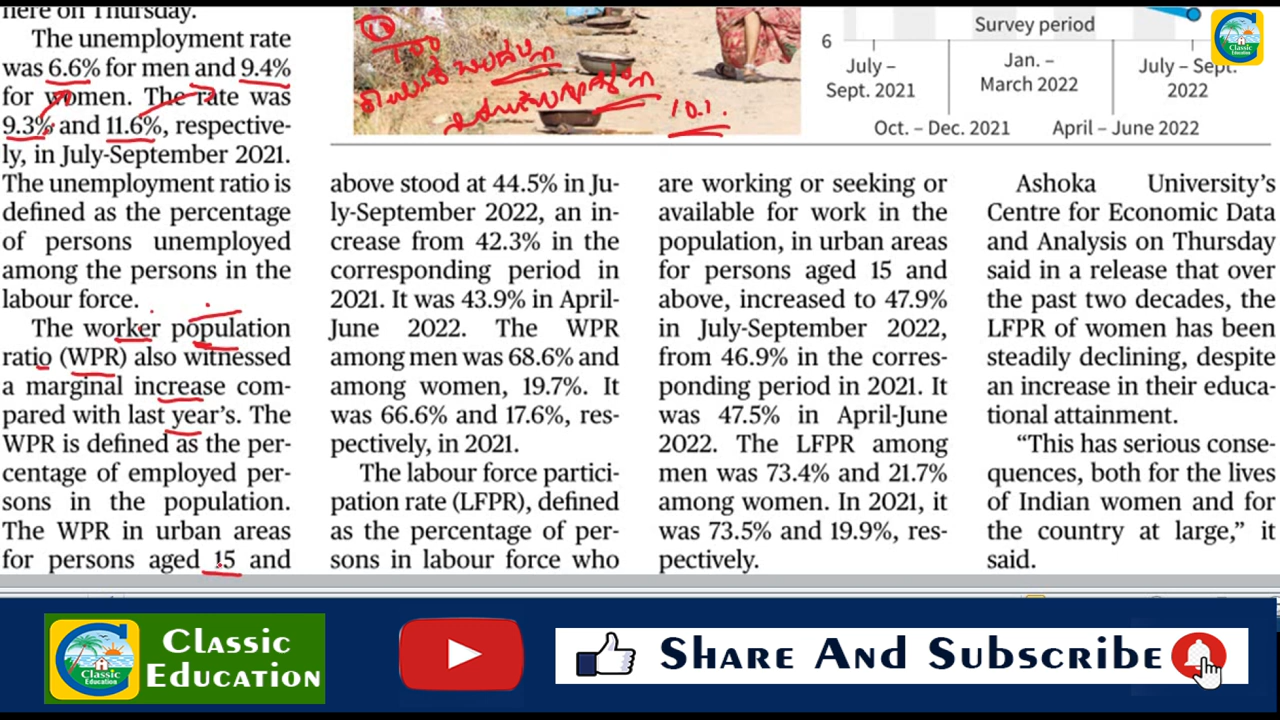 here on Thursday.
The unemployment rate
was 6.6% for men and 9.4%
for women. The rate was
9.3% and 11.6%, respective-
ly, in July-September 2021.
The unemployment ratio is
defined as the percentage
of persons unemployed
among the persons in the
labour force.
The worker population
ratio (WPR) also witnessed
a marginal increase com-
pared with last year's. The
WPR is defined as the per-
centage of employed per-
sons in the population.
The WPR in urban areas
for persons aged 15 and
100
10.1.
Survey period
6
July –
Sept. 2021
Jan. –
March 2022
July – Sept.
2022
Oct. – Dec. 2021
April – June 2022
Classic
Education
above stood at 44.5% in Ju-
ly-September 2022, an in-
crease from 42.3% in the
corresponding period in
2021. It was 43.9% in April-
June 2022. The WPR
among men was 68.6% and
among women, 19.7%. It
was 66.6% and 17.6%, res-
pectively, in 2021.
The labour force partici-
pation rate (LFPR), defined
as the percentage of per-
sons in labour force who
are working or seeking or
available for work in the
population, in urban areas
for persons aged 15 and
above, increased to 47.9%
in July-September 2022,
from 46.9% in the corres-
ponding period in 2021. It
was 47.5% in April-June
2022. The LFPR among
men was 73.4% and 21.7%
among women. In 2021, it
was 73.5% and 19.9%, res-
pectively.
Ashoka University's
Centre for Economic Data
and Analysis on Thursday
said in a release that over
the past two decades, the
LFPR of women has been
steadily declining, despite
an increase in their educa-
tional attainment.
"This has serious conse-
quences, both for the lives
of Indian women and for
the country at large," it
said.
Classic
Education
Classic
Education
Share And Subscribe